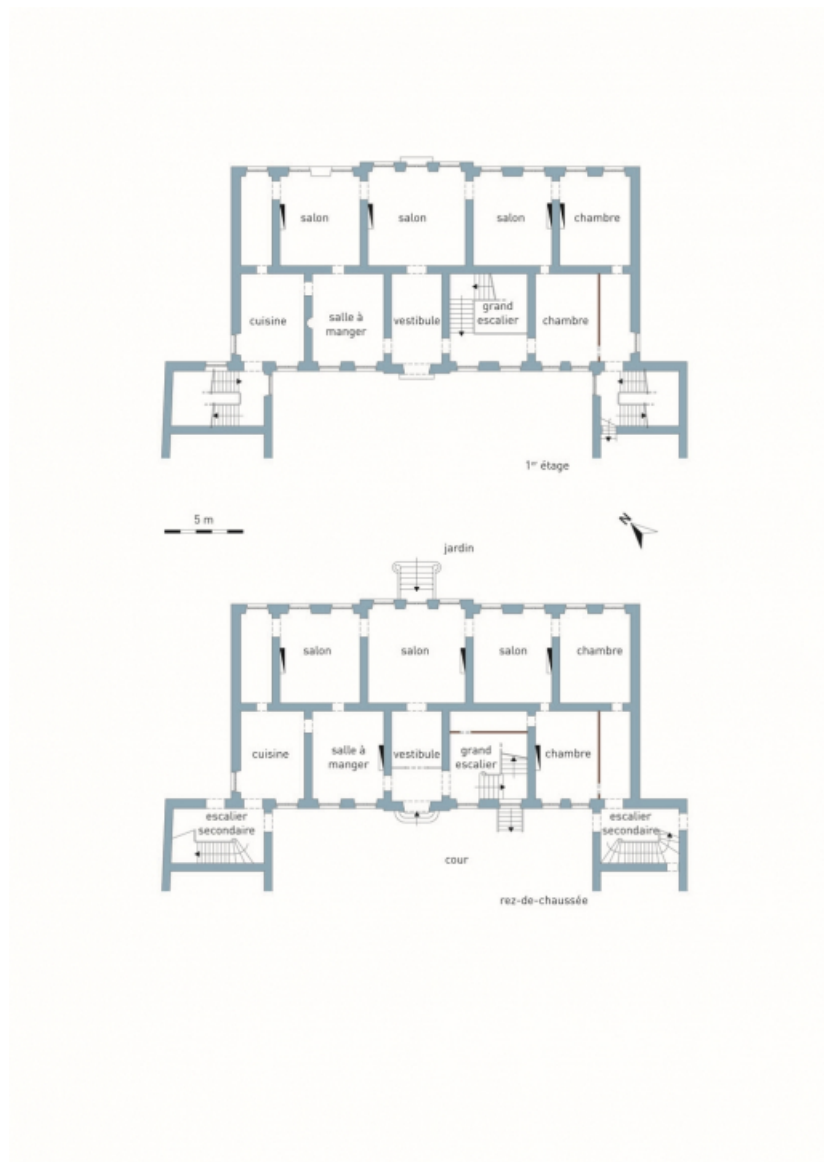 salon
salon
salon
chambre
cuisine
salle à
manger
vestibule
grand
escalier
chambre
1er étage
5 m
N
jardin
salon
salon
salon
chambre
cuisine
salle à
manger
vestibule
grand
escalier
chambre
escalier
secondaire
escalier
secondaire
cour
rez-de-chaussée